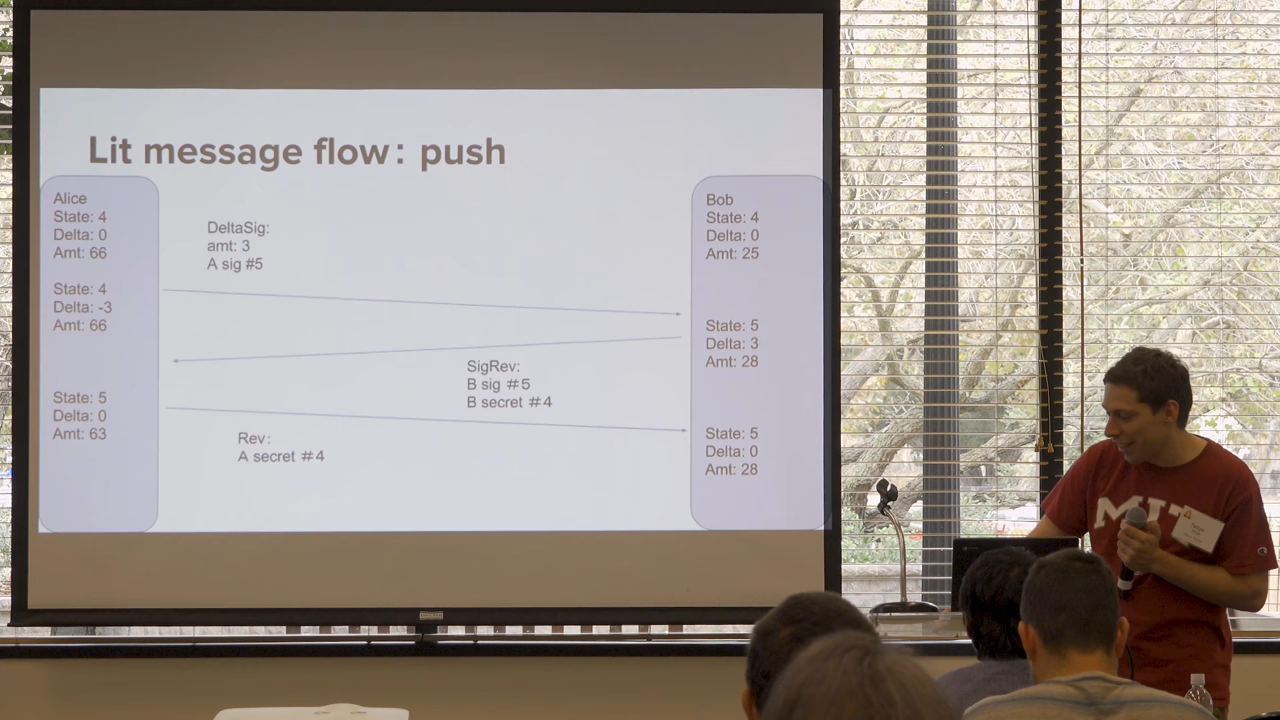 Lit message flow: push
Alice
State: 4
Delta: 0
Amt: 66
State: 4
Delta: -3
Amt: 66
State: 5
Delta: 0
Amt: 63
DeltaSig:
amt: 3
A sig #5
SigRev:
B sig #5
B secret #4
Rev:
A secret #4
Bob
State: 4
Delta: 0
Amt: 25
State: 5
Delta: 3
Amt: 28
State: 5
Delta: 0
Amt: 28
MIT